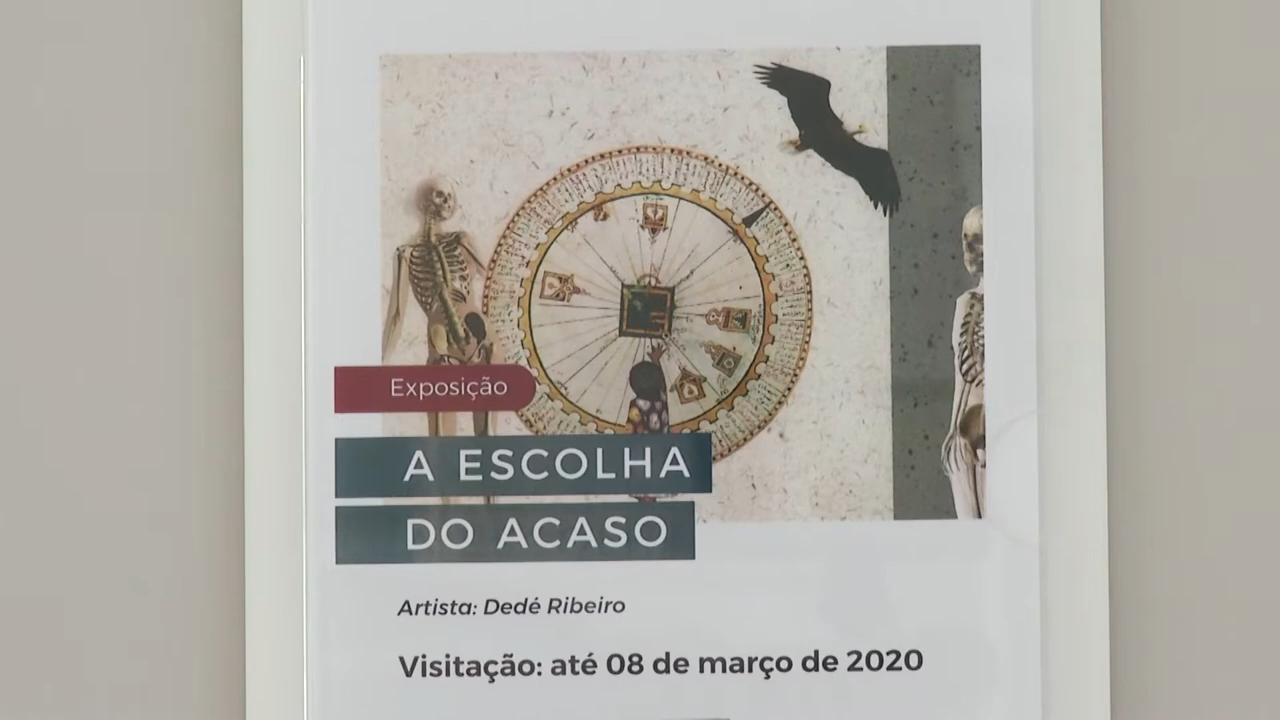 Exposição
A ESCOLHA
DO ACASO
Artista: Dedé Ribeiro
Visitação: até 08 de março de 2020